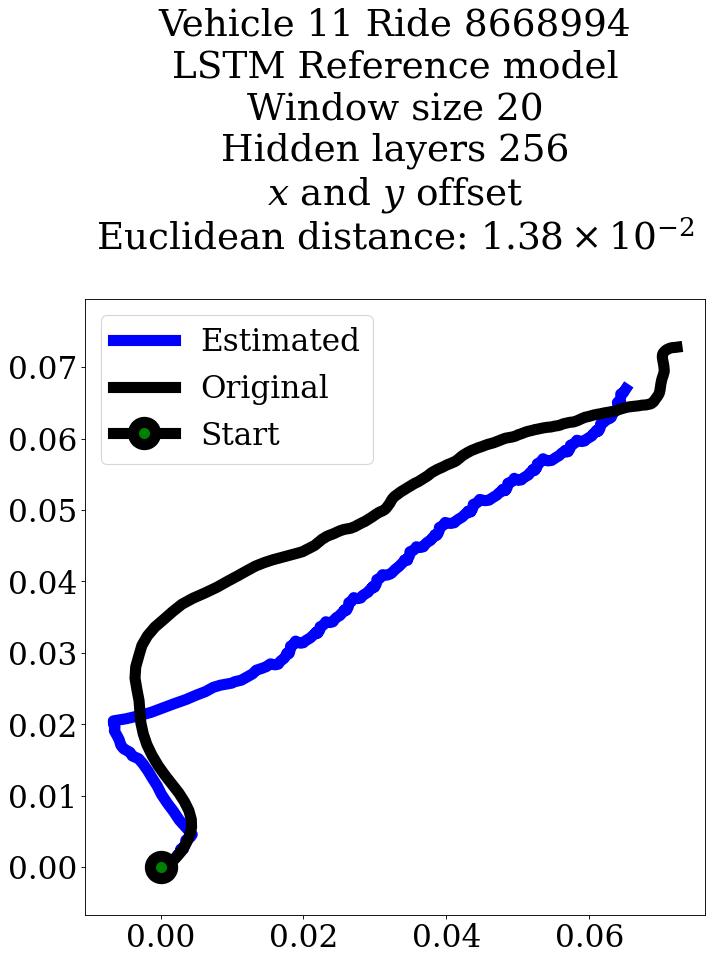 Vehicle 11 Ride 8668994
LSTM Reference model
Window size 20
Hidden layers 256
x and y offset
Euclidean distance: 1.38 × 10⁻²
Estimated
Original
Start
0.07
0.06
0.05
0.04
0.03
0.02
0.01
0.00
0.00 0.02 0.04 0.06